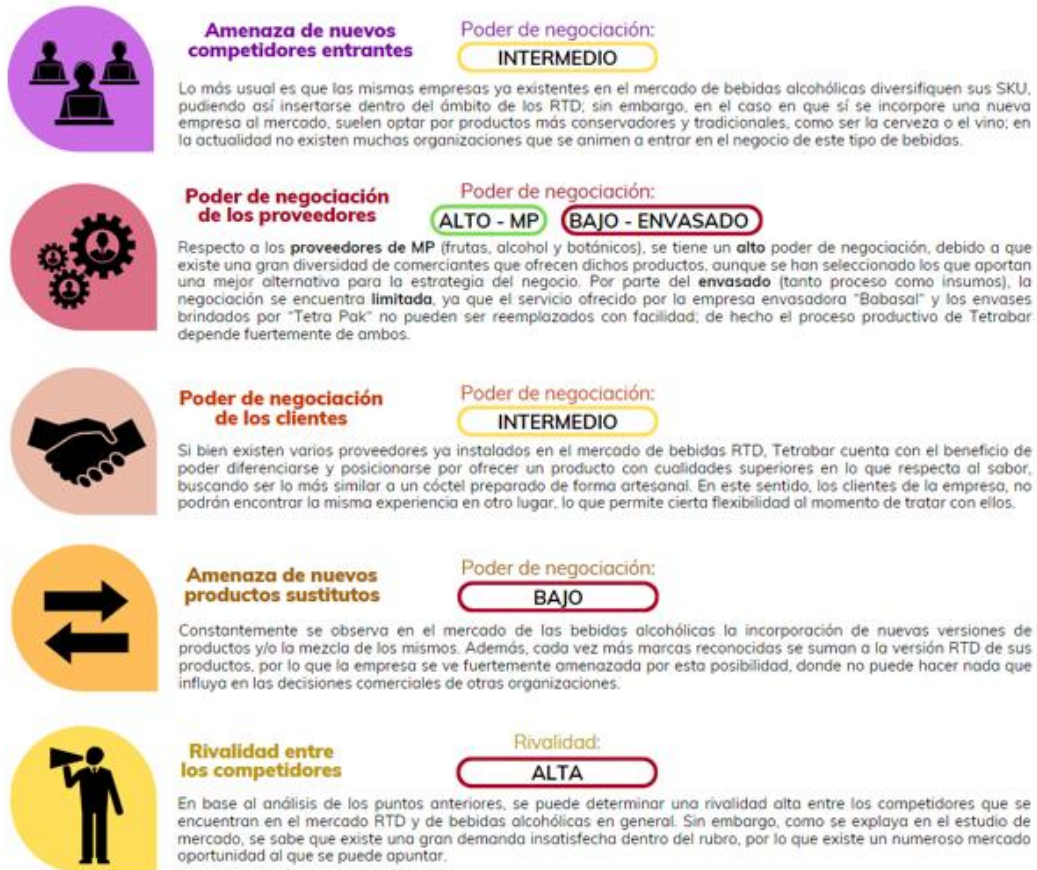 Amenaza de nuevos
competidores entrantes
Poder de negociación:
INTERMEDIO
Lo más usual es que las mismas empresas ya existentes en el mercado de bebidas alcohólicas diversifiquen sus SKU,
pudiendo así insertarse dentro del ámbito de los RTD; sin embargo, en el caso en que sí se incorpore una nueva
empresa al mercado, suelen optar por productos más conservadores y tradicionales, como ser la cerveza o el vino; en
la actualidad no existen muchas organizaciones que se animen a entrar en el negocio de este tipo de bebidas.
Poder de negociación
de los proveedores
Poder de negociación:
ALTO - MP
BAJO - ENVASADO
Respecto a los proveedores de MP (frutas, alcohol y botánicos), se tiene un alto poder de negociación, debido a que
existe una gran diversidad de comerciantes que ofrecen dichos productos, aunque se han seleccionado los que aportan
una mejor alternativa para la estrategia del negocio. Por parte del envasado (tanto proceso como insumos), la
negociación se encuentra limitada, ya que el servicio ofrecido por la empresa envasadora "Babasal" y los envases
brindados por "Tetra Pak" no pueden ser reemplazados con facilidad; de hecho el proceso productivo de Tetrabar
depende fuertemente de ambos.
Poder de negociación
de los clientes
Poder de negociación:
INTERMEDIO
Si bien existen varios proveedores ya instalados en el mercado de bebidas RTD, Tetrabar cuenta con el beneficio de
poder diferenciarse y posicionarse por ofrecer un producto con cualidades superiores en lo que respecta al sabor,
buscando ser lo más similar a un cóctel preparado de forma artesanal. En este sentido, los clientes de la empresa, no
podrán encontrar la misma experiencia en otro lugar, lo que permite cierta flexibilidad al momento de tratar con ellos.
Amenaza de nuevos
productos sustitutos
Poder de negociación:
BAJO
Constantemente se observa en el mercado de las bebidas alcohólicas la incorporación de nuevas versiones de
productos y/o la mezcla de los mismos. Además, cada vez más marcas reconocidas se suman a la versión RTD de sus
productos, por lo que la empresa se ve fuertemente amenazada por esta posibilidad, donde no puede hacer nada que
influya en las decisiones comerciales de otras organizaciones.
Rivalidad entre
los competidores
Rivalidad:
ALTA
En base al análisis de los puntos anteriores, se puede determinar una rivalidad alta entre los competidores que se
encuentran en el mercado RTD y de bebidas alcohólicas en general. Sin embargo, como se explaya en el estudio de
mercado, se sabe que existe una gran demanda insatisfecha dentro del rubro, por lo que existe un numeroso mercado
oportunidad al que se puede apuntar.